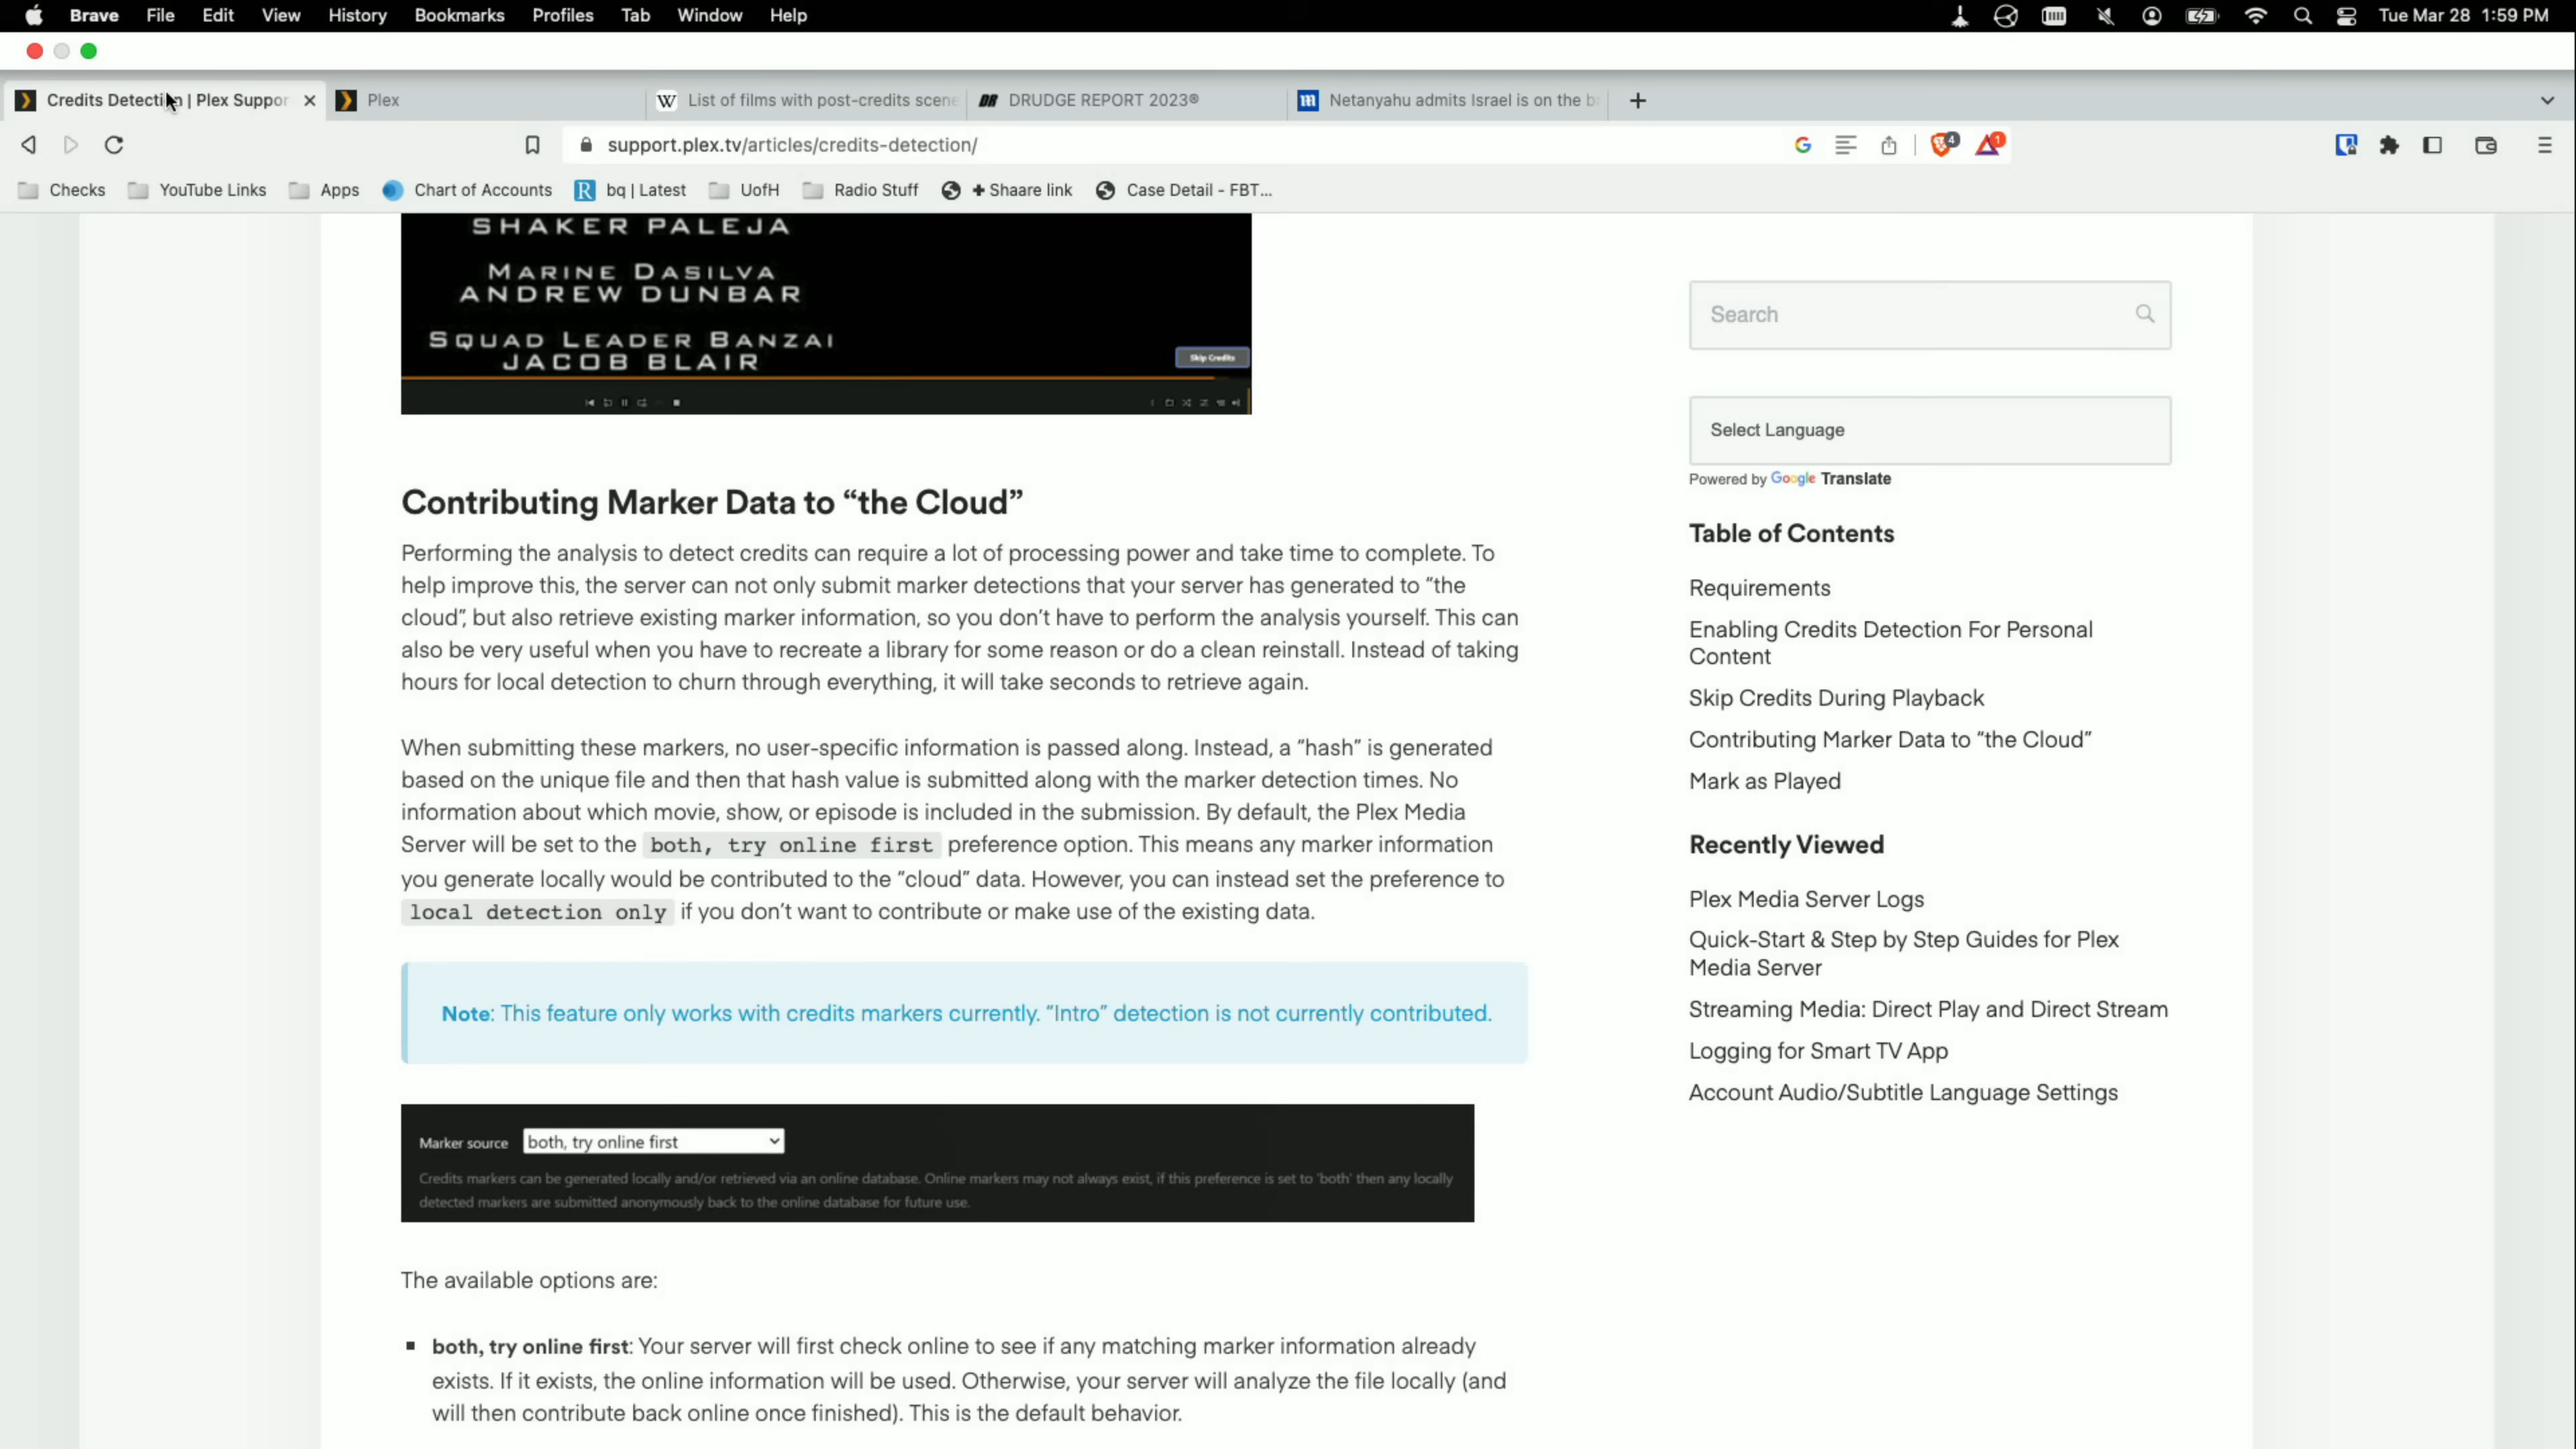 Brave File Edit View History Bookmarks Profiles Tab Window Help Tue Mar 28 1:59 PM
Credits Detection | Plex Suppor Plex List of films with post-credits scene DRUDGE REPORT 2023® Netanyahu admits Israel is on the b
support.plex.tv/articles/credits-detection/ 4 1
Checks YouTube Links Apps Chart of Accounts bq | Latest UofH Radio Stuff + Shaare link Case Detail - FBT...
SHAKER PALEJA
MARINE DASILVA
ANDREW DUNBAR
SQUAD LEADER BANZAI
JACOB BLAIR
Skip Credits
Contributing Marker Data to “the Cloud”
Performing the analysis to detect credits can require a lot of processing power and take time to complete. To
help improve this, the server can not only submit marker detections that your server has generated to “the
cloud”, but also retrieve existing marker information, so you don’t have to perform the analysis yourself. This can
also be very useful when you have to recreate a library for some reason or do a clean reinstall. Instead of taking
hours for local detection to churn through everything, it will take seconds to retrieve again.
When submitting these markers, no user-specific information is passed along. Instead, a “hash” is generated
based on the unique file and then that hash value is submitted along with the marker detection times. No
information about which movie, show, or episode is included in the submission. By default, the Plex Media
Server will be set to the both, try online first preference option. This means any marker information
you generate locally would be contributed to the “cloud” data. However, you can instead set the preference to
local detection only if you don’t want to contribute or make use of the existing data.
Note: This feature only works with credits markers currently. “Intro” detection is not currently contributed.
Marker source both, try online first
Credits markers can be generated locally and/or retrieved via an online database. Online markers may not always exist, if this preference is set to 'both' then any locally
detected markers are submitted anonymously back to the online database for future use.
The available options are:
▪ both, try online first: Your server will first check online to see if any matching marker information already
exists. If it exists, the online information will be used. Otherwise, your server will analyze the file locally (and
will then contribute back online once finished). This is the default behavior.
Search
Select Language
Powered by Google Translate
Table of Contents
Requirements
Enabling Credits Detection For Personal
Content
Skip Credits During Playback
Contributing Marker Data to “the Cloud”
Mark as Played
Recently Viewed
Plex Media Server Logs
Quick-Start & Step by Step Guides for Plex
Media Server
Streaming Media: Direct Play and Direct Stream
Logging for Smart TV App
Account Audio/Subtitle Language Settings